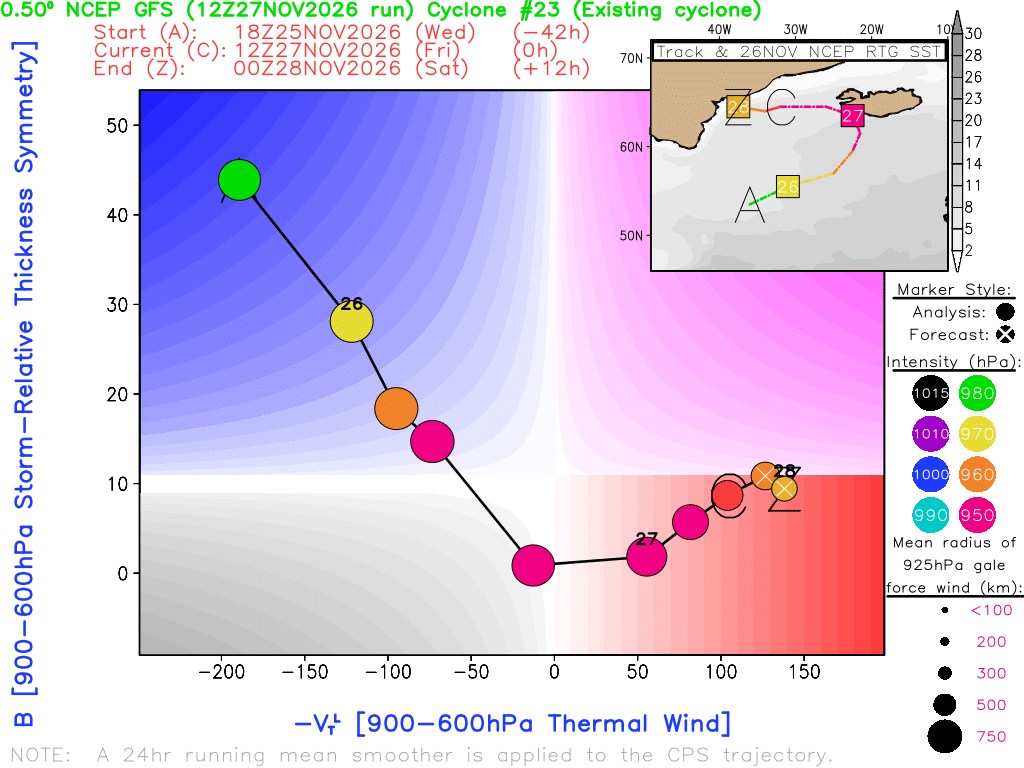 0.50° NCEP GFS (12Z27NOV2026 run) Cyclone #23 (Existing cyclone)
Start (A): 18Z25NOV2026 (Wed) (−42h)
Current (C): 12Z27NOV2026 (Fri) (0h)
End (Z): 00Z28NOV2026 (Sat) (+12h)
B [900−600hPa Storm−Relative Thickness Symmetry]
50
40
30
20
10
0
−200 −150 −100 −50 0 50 100 150
−V_T^L [900−600hPa Thermal Wind]
A
26
27
C
28
Z
40W 30W 20W 10
Track & 26NOV NCEP RTG SST
70N
60N
50N
28
Z
C
27
26
A
30
28
26
23
20
17
14
11
8
5
2
Marker Style:
Analysis:
Forecast:
Intensity (hPa):
1015 980
1010 970
1000 960
990 950
Mean radius of
925hPa gale
force wind (km):
<100
200
300
500
750
NOTE: A 24hr running mean smoother is applied to the CPS trajectory.